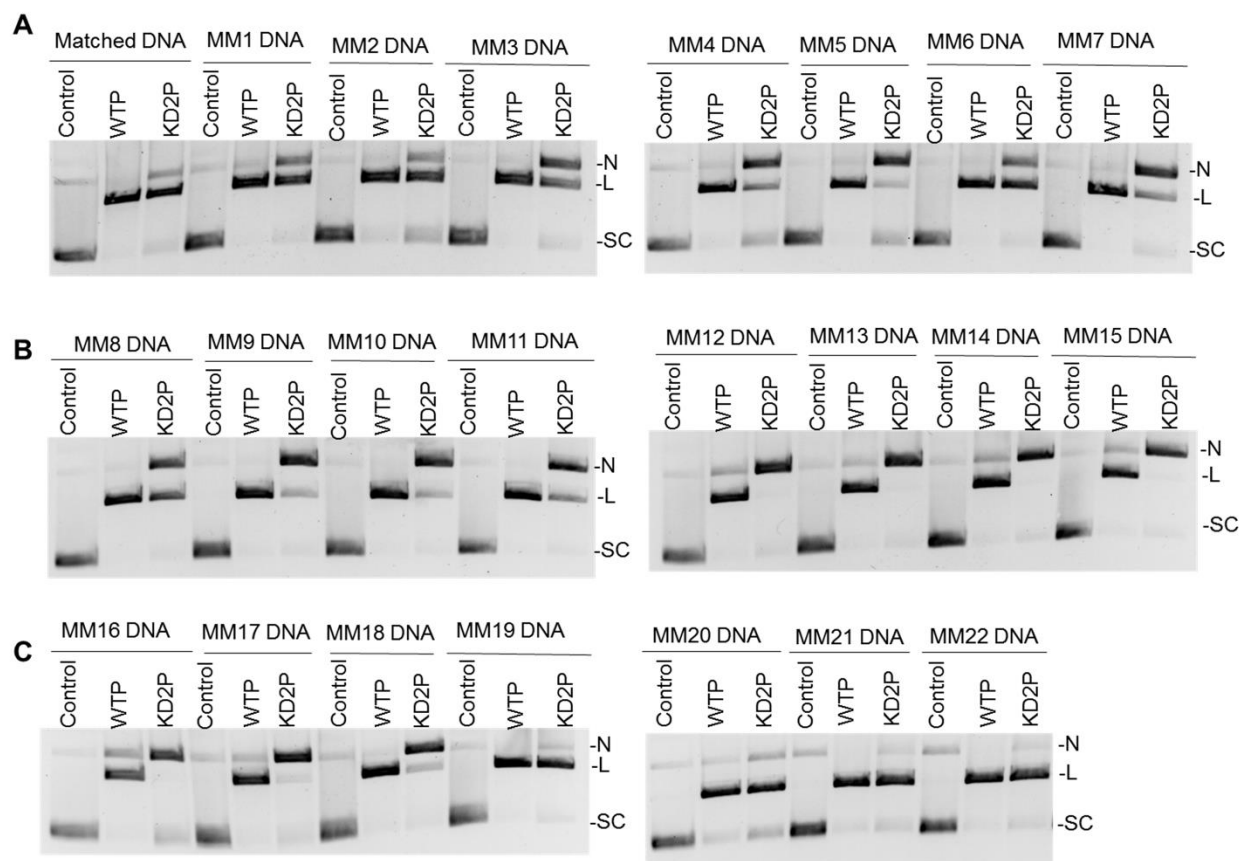 A
Matched DNA MM1 DNA MM2 DNA MM3 DNA MM4 DNA MM5 DNA MM6 DNA MM7 DNA
Control WTP KD2P Control WTP KD2P Control WTP KD2P Control WTP KD2P Control WTP KD2P Control WTP KD2P Control WTP KD2P Control WTP KD2P
-N -N
-L -L
-SC -SC
B
MM8 DNA MM9 DNA MM10 DNA MM11 DNA MM12 DNA MM13 DNA MM14 DNA MM15 DNA
Control WTP KD2P Control WTP KD2P Control WTP KD2P Control WTP KD2P Control WTP KD2P Control WTP KD2P Control WTP KD2P Control WTP KD2P
-N -N
-L -L
-SC -SC
C
MM16 DNA MM17 DNA MM18 DNA MM19 DNA MM20 DNA MM21 DNA MM22 DNA
Control WTP KD2P Control WTP KD2P Control WTP KD2P Control WTP KD2P Control WTP KD2P Control WTP KD2P Control WTP KD2P
-N -N
-L -L
-SC -SC